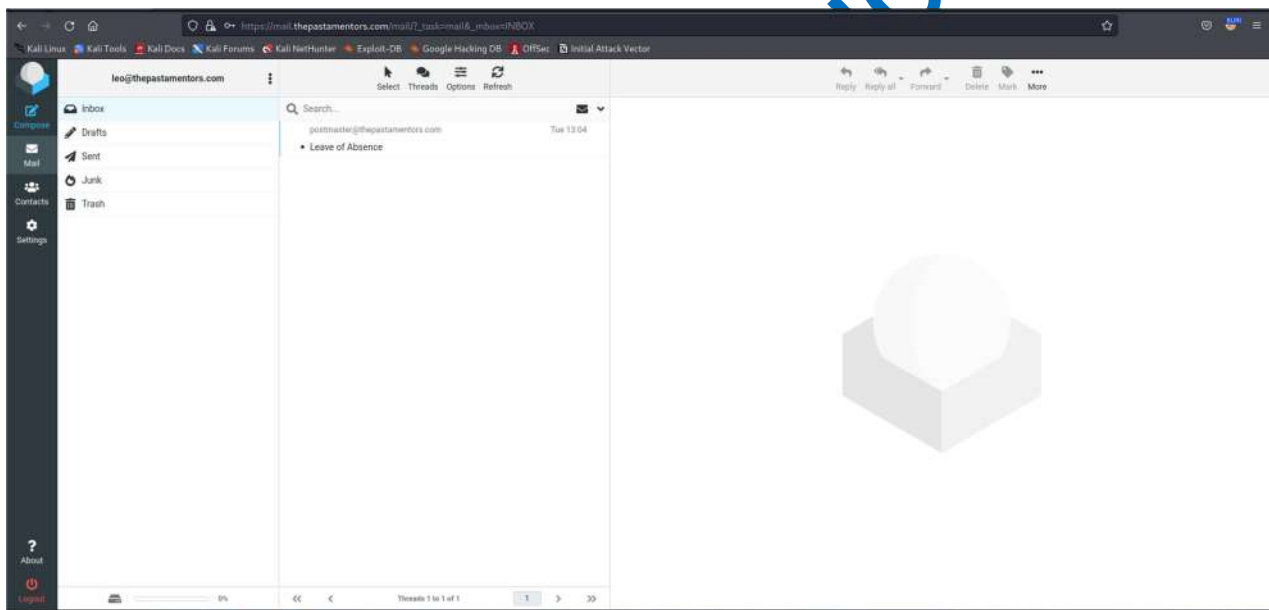 https://mail.thepastamentors.com/mail/?_task=mail&_mbox=INBOX
Kali Linux Kali Tools Kali Docs Kali Forums Kali NetHunter Exploit-DB Google Hacking DB OffSec Initial Attack Vector
leo@thepastamentors.com
Select Threads Options Refresh
Reply Reply all Forward Delete Mark More
Compose
Mail
Contacts
Settings
About
Logout
Inbox
Drafts
Sent
Junk
Trash
0%
Search...
postmaster@thepastamentors.com Tue 13:04
• Leave of Absence
Threads 1 to 1 of 1 1